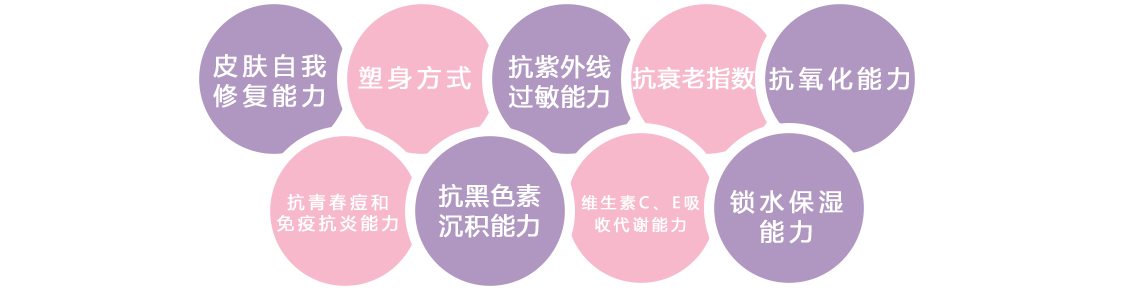 皮肤自我
修复能力
塑身方式
抗紫外线
过敏能力
抗衰老指数
抗氧化能力
抗青春痘和
免疫抗炎能力
抗黑色素
沉积能力
维生素C、E吸
收代谢能力
锁水保湿
能力